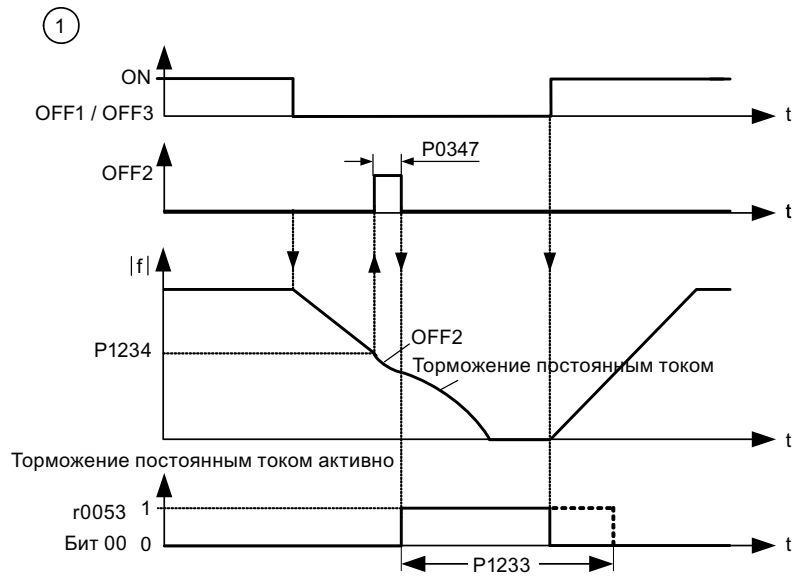 1
ON
OFF1 / OFF3
t
P0347
OFF2
t
|f|
P1234
OFF2
Торможение постоянным током
t
Торможение постоянным током активно
r0053 1
Бит 00 0
t
P1233